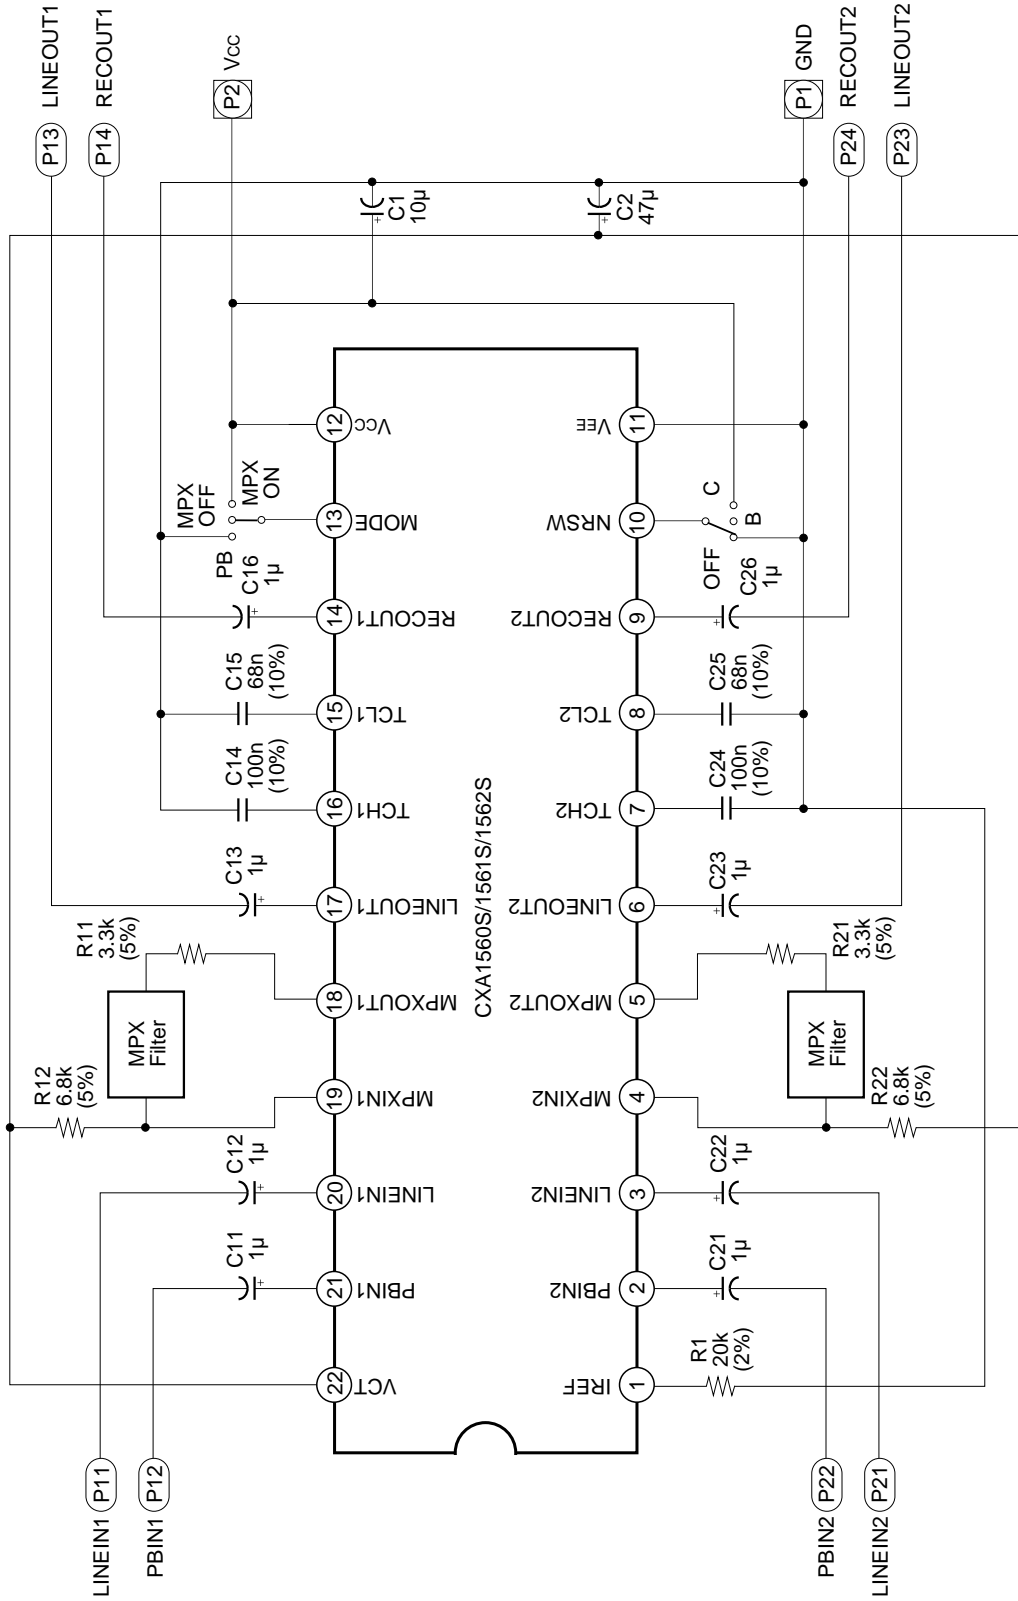 LINEOUT1
P13
RECOUT1
P14
Vcc
P2
GND
P1
RECOUT2
P24
LINEOUT2
P23
C1
10μ
C2
47μ
MPX
OFF
MPX
ON
PB
C
B
OFF
12
Vcc
13
MODE
14
RECOUT1
15
TCL1
16
TCH1
17
LINEOUT1
18
MPXOUT1
19
MPXIN1
20
LINEIN1
21
PBIN1
22
VCT
11
VEE
10
NRSW
9
RECOUT2
8
TCL2
7
TCH2
6
LINEOUT2
5
MPXOUT2
4
MPXIN2
3
LINEIN2
2
PBIN2
1
IREF
CXA1560S/1561S/1562S
C16
1μ
C15
68n
(10%)
C14
100n
(10%)
C13
1μ
R11
3.3k
(5%)
MPX
Filter
R12
6.8k
(5%)
C12
1μ
C11
1μ
C26
1μ
C25
68n
(10%)
C24
100n
(10%)
C23
1μ
R21
3.3k
(5%)
MPX
Filter
R22
6.8k
(5%)
C22
1μ
C21
1μ
R1
20k
(2%)
LINEIN1
P11
PBIN1
P12
PBIN2
P22
LINEIN2
P21